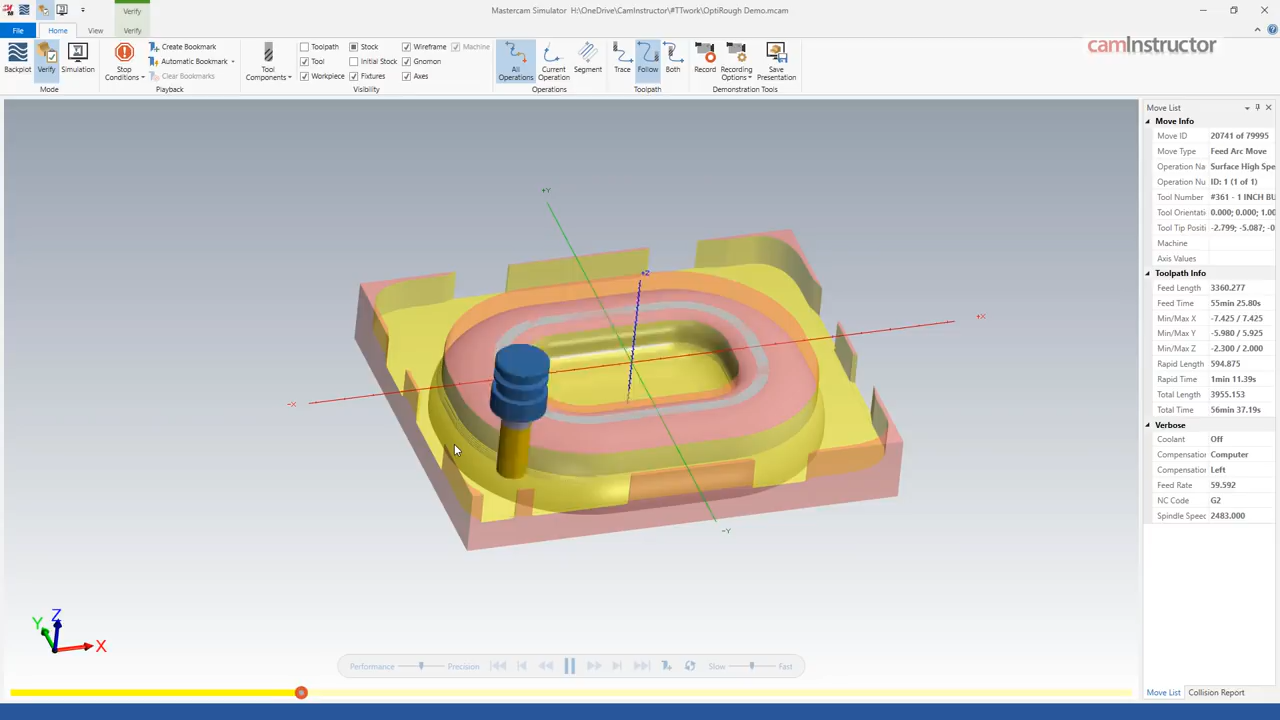 Verify
Mastercam Simulator H:\OneDrive\CamInstructor\#TTwork\OptiRough Demo.mcam
File Home View Verify
camInstructor
Backplot Verify Simulation
Mode
Stop Conditions
Create Bookmark
Automatic Bookmark
Clear Bookmarks
Playback
Tool Components
Toolpath Stock Wireframe Machine
Tool Initial Stock Gnomon
Workpiece Fixtures Axes
Visibility
All Operations Current Operation Segment
Operations
Trace Follow Both
Toolpath
Record Recording Options Save Presentation
Demonstration Tools
Move List
Move Info
Move ID 20741 of 79995
Move Type Feed Arc Move
Operation Na Surface High Spe
Operation Nu ID: 1 (1 of 1)
Tool Number #361 - 1 INCH BU
Tool Orientati 0.000; 0.000; 1.00
Tool Tip Positi -2.799; -5.087; -0
Machine
Axis Values
Toolpath Info
Feed Length 3360.277
Feed Time 55min 25.80s
Min/Max X -7.425 / 7.425
Min/Max Y -5.980 / 5.925
Min/Max Z -2.300 / 2.000
Rapid Length 594.875
Rapid Time 1min 11.39s
Total Length 3955.153
Total Time 56min 37.19s
Verbose
Coolant Off
Compensation Computer
Compensation Left
Feed Rate 59.592
NC Code G2
Spindle Speed 2483.000
+Y
+Z
+X
-X
-Y
Z
Y
X
Performance Precision Slow Fast
Move List Collision Report